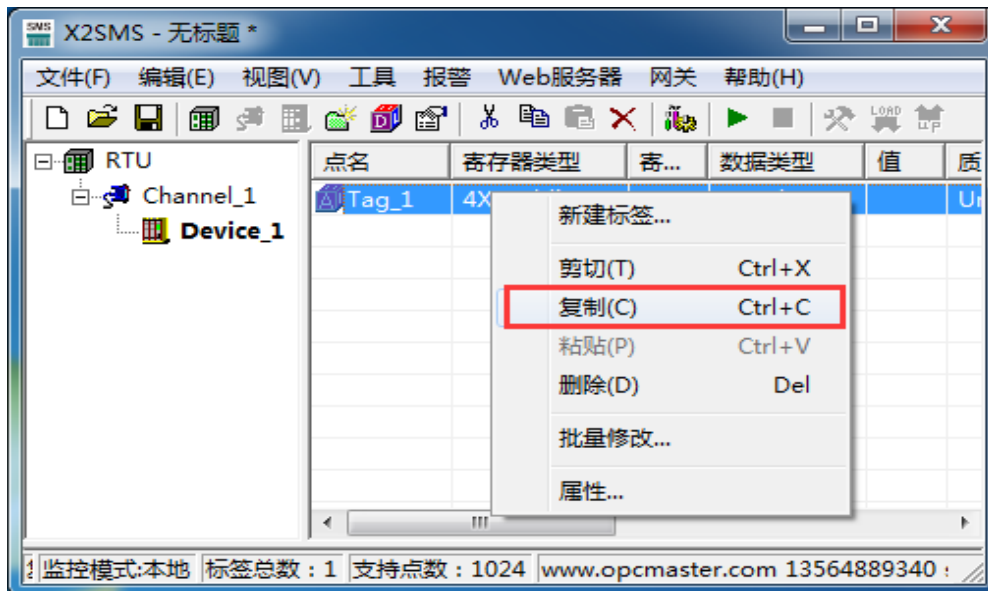 SMS X2SMS - 无标题 *
文件(F) 编辑(E) 视图(V) 工具 报警 Web服务器 网关 帮助(H)
LOAD UP
RTU
Channel_1
Device_1
点名 寄存器类型 寄... 数据类型 值 质
Tag_1 4X
新建标签...
剪切(T) Ctrl+X
复制(C) Ctrl+C
粘贴(P) Ctrl+V
删除(D) Del
批量修改...
属性...
监控模式:本地 标签总数:1 支持点数:1024 www.opcmaster.com 13564889340 :